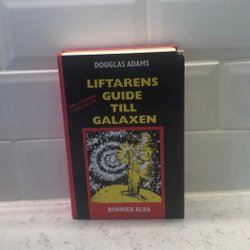 DOUGLAS ADAMS
LIFTARENS
GUIDE
TILL
GALAXEN
BONNIER ALBA